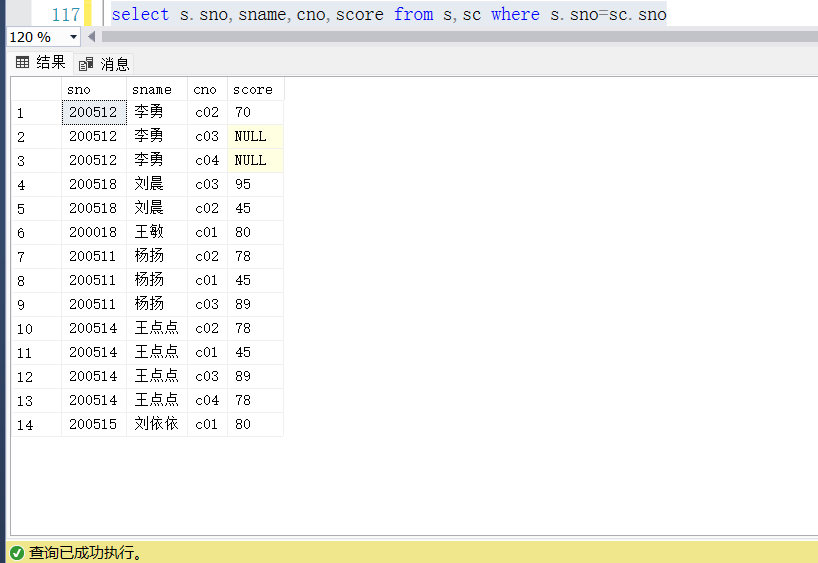 117 select s.sno,sname,cno,score from s,sc where s.sno=sc.sno
120 %
结果 消息
sno sname cno score
1 200512 李勇 c02 70
2 200512 李勇 c03 NULL
3 200512 李勇 c04 NULL
4 200518 刘晨 c03 95
5 200518 刘晨 c02 45
6 200018 王敏 c01 80
7 200511 杨扬 c02 78
8 200511 杨扬 c01 45
9 200511 杨扬 c03 89
10 200514 王点点 c02 78
11 200514 王点点 c01 45
12 200514 王点点 c03 89
13 200514 王点点 c04 78
14 200515 刘依依 c01 80
查询已成功执行。